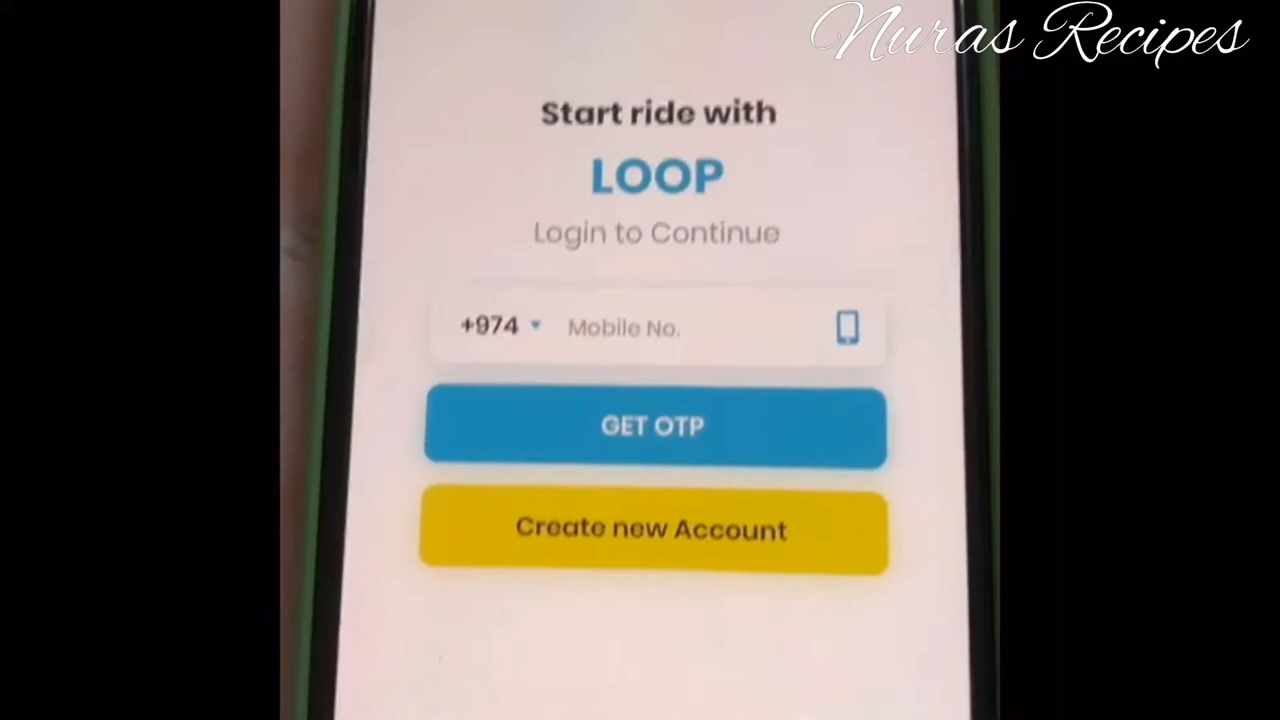 Nuras Recipes
Start ride with
LOOP
Login to Continue
+974 Mobile No.
GET OTP
Create new Account